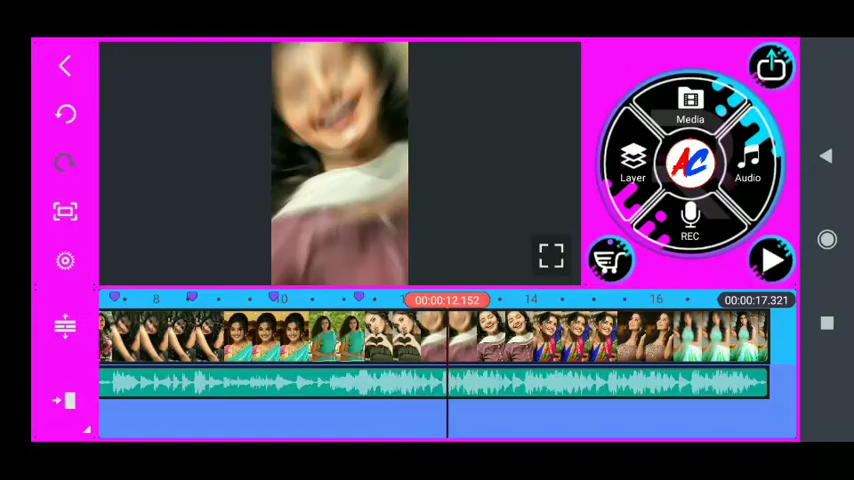 Media
AC
Layer
Audio
REC
8
10
00:00:12.152
14
16
00:00:17.321